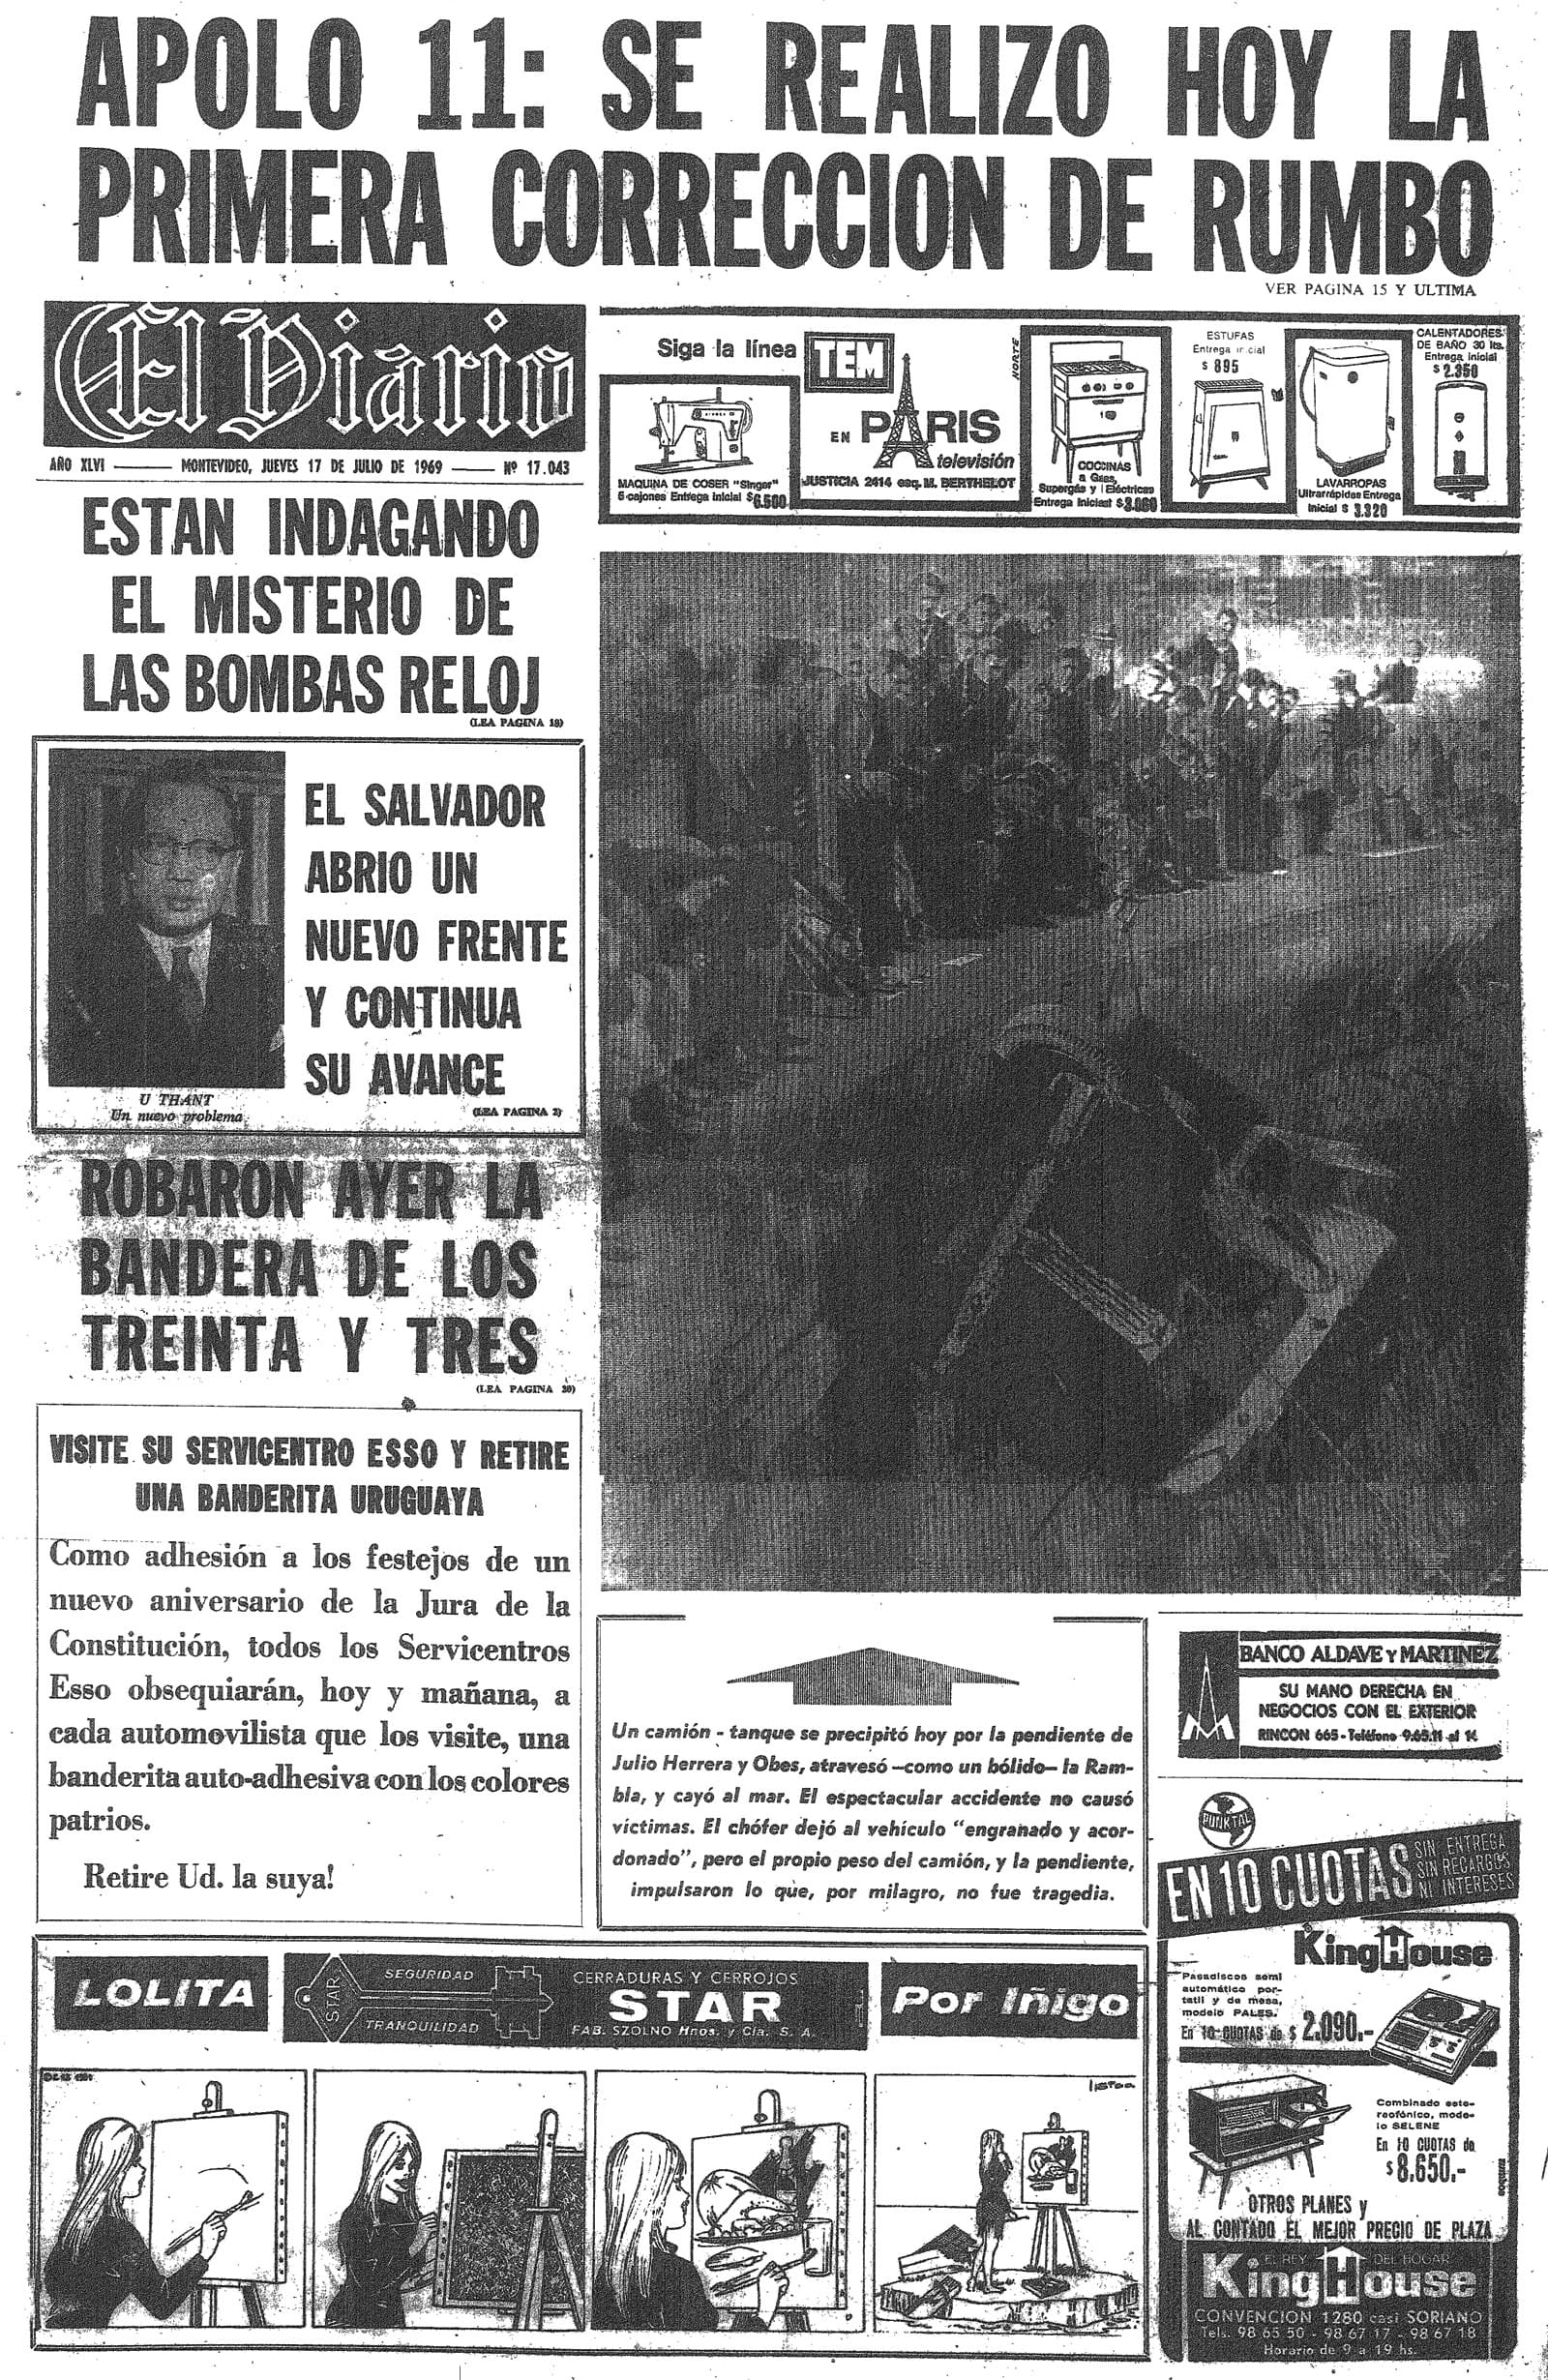 APOLO 11: SE REALIZO HOY LA
PRIMERA CORRECCION DE RUMBO
VER PAGINA 15 Y ULTIMA
El Diario
AÑO XLVI — MONTEVIDEO, JUEVES 17 DE JULIO DE 1969 — Nº 17.043
Siga la línea
TEM
EN PARIS
televisión
JUSTICIA 2414 esq. M. BERTHELOT
NORTE
MAQUINA DE COSER "Singer"
5 cajones Entrega Inicial $ 6.500
COCINAS
a Gas,
Supergás y Eléctricas
Entrega Inicial $
ESTUFAS
Entrega inicial
$ 895
LAVARROPAS
Ultrarrápidas Entrega
Inicial $ 3.320
CALENTADORES
DE BAÑO 30 lts.
Entrega inicial
$ 2.350
ESTAN INDAGANDO
EL MISTERIO DE
LAS BOMBAS RELOJ
(LEA PAGINA 18)
EL SALVADOR
ABRIO UN
NUEVO FRENTE
Y CONTINUA
SU AVANCE
(LEA PAGINA 2)
U THANT
Un nuevo problema
ROBARON AYER LA
BANDERA DE LOS
TREINTA Y TRES
(LEA PAGINA 20)
VISITE SU SERVICENTRO ESSO Y RETIRE
UNA BANDERITA URUGUAYA
Como adhesión a los festejos de un
nuevo aniversario de la Jura de la
Constitución, todos los Servicentros
Esso obsequiarán, hoy y mañana, a
cada automovilista que los visite, una
banderita auto-adhesiva con los colores
patrios.
Retire Ud. la suya!
Un camión - tanque se precipitó hoy por la pendiente de
Julio Herrera y Obes, atravesó —como un bólido— la Ram-
bla, y cayó al mar. El espectacular accidente no causó
víctimas. El chófer dejó al vehículo "engranado y acor-
donado", pero el propio peso del camión, y la pendiente,
impulsaron lo que, por milagro, no fue tragedia.
BANCO ALDAVE Y MARTINEZ
SU MANO DERECHA EN
NEGOCIOS CON EL EXTERIOR
RINCON 665 - Teléfono 9.65.11 al 14
PUNKTAL
EN 10 CUOTAS
SIN ENTREGA
SIN RECARGOS
NI INTERESES
KingHouse
Pasadiscos semi
automático por-
tatil y de mesa,
modelo PALES.
En 10 CUOTAS de $ 2.090.-
Combinado este-
reofónico, mode-
lo SELENE
En 10 CUOTAS de
$ 8.650.-
OTROS PLANES y
AL CONTADO EL MEJOR PRECIO DE PLAZA
EL REY DEL HOGAR
KingHouse
CONVENCION 1280 casi SORIANO
Tels. 98 65 50 - 98 67 17 - 98 67 18
Horario de 9 a 19 hs.
LOLITA
STAR
SEGURIDAD
TRANQUILIDAD
CERRADURAS Y CERROJOS
STAR
FAB. SZOLNO Hnos. y Cía. S. A.
Por Iñigo